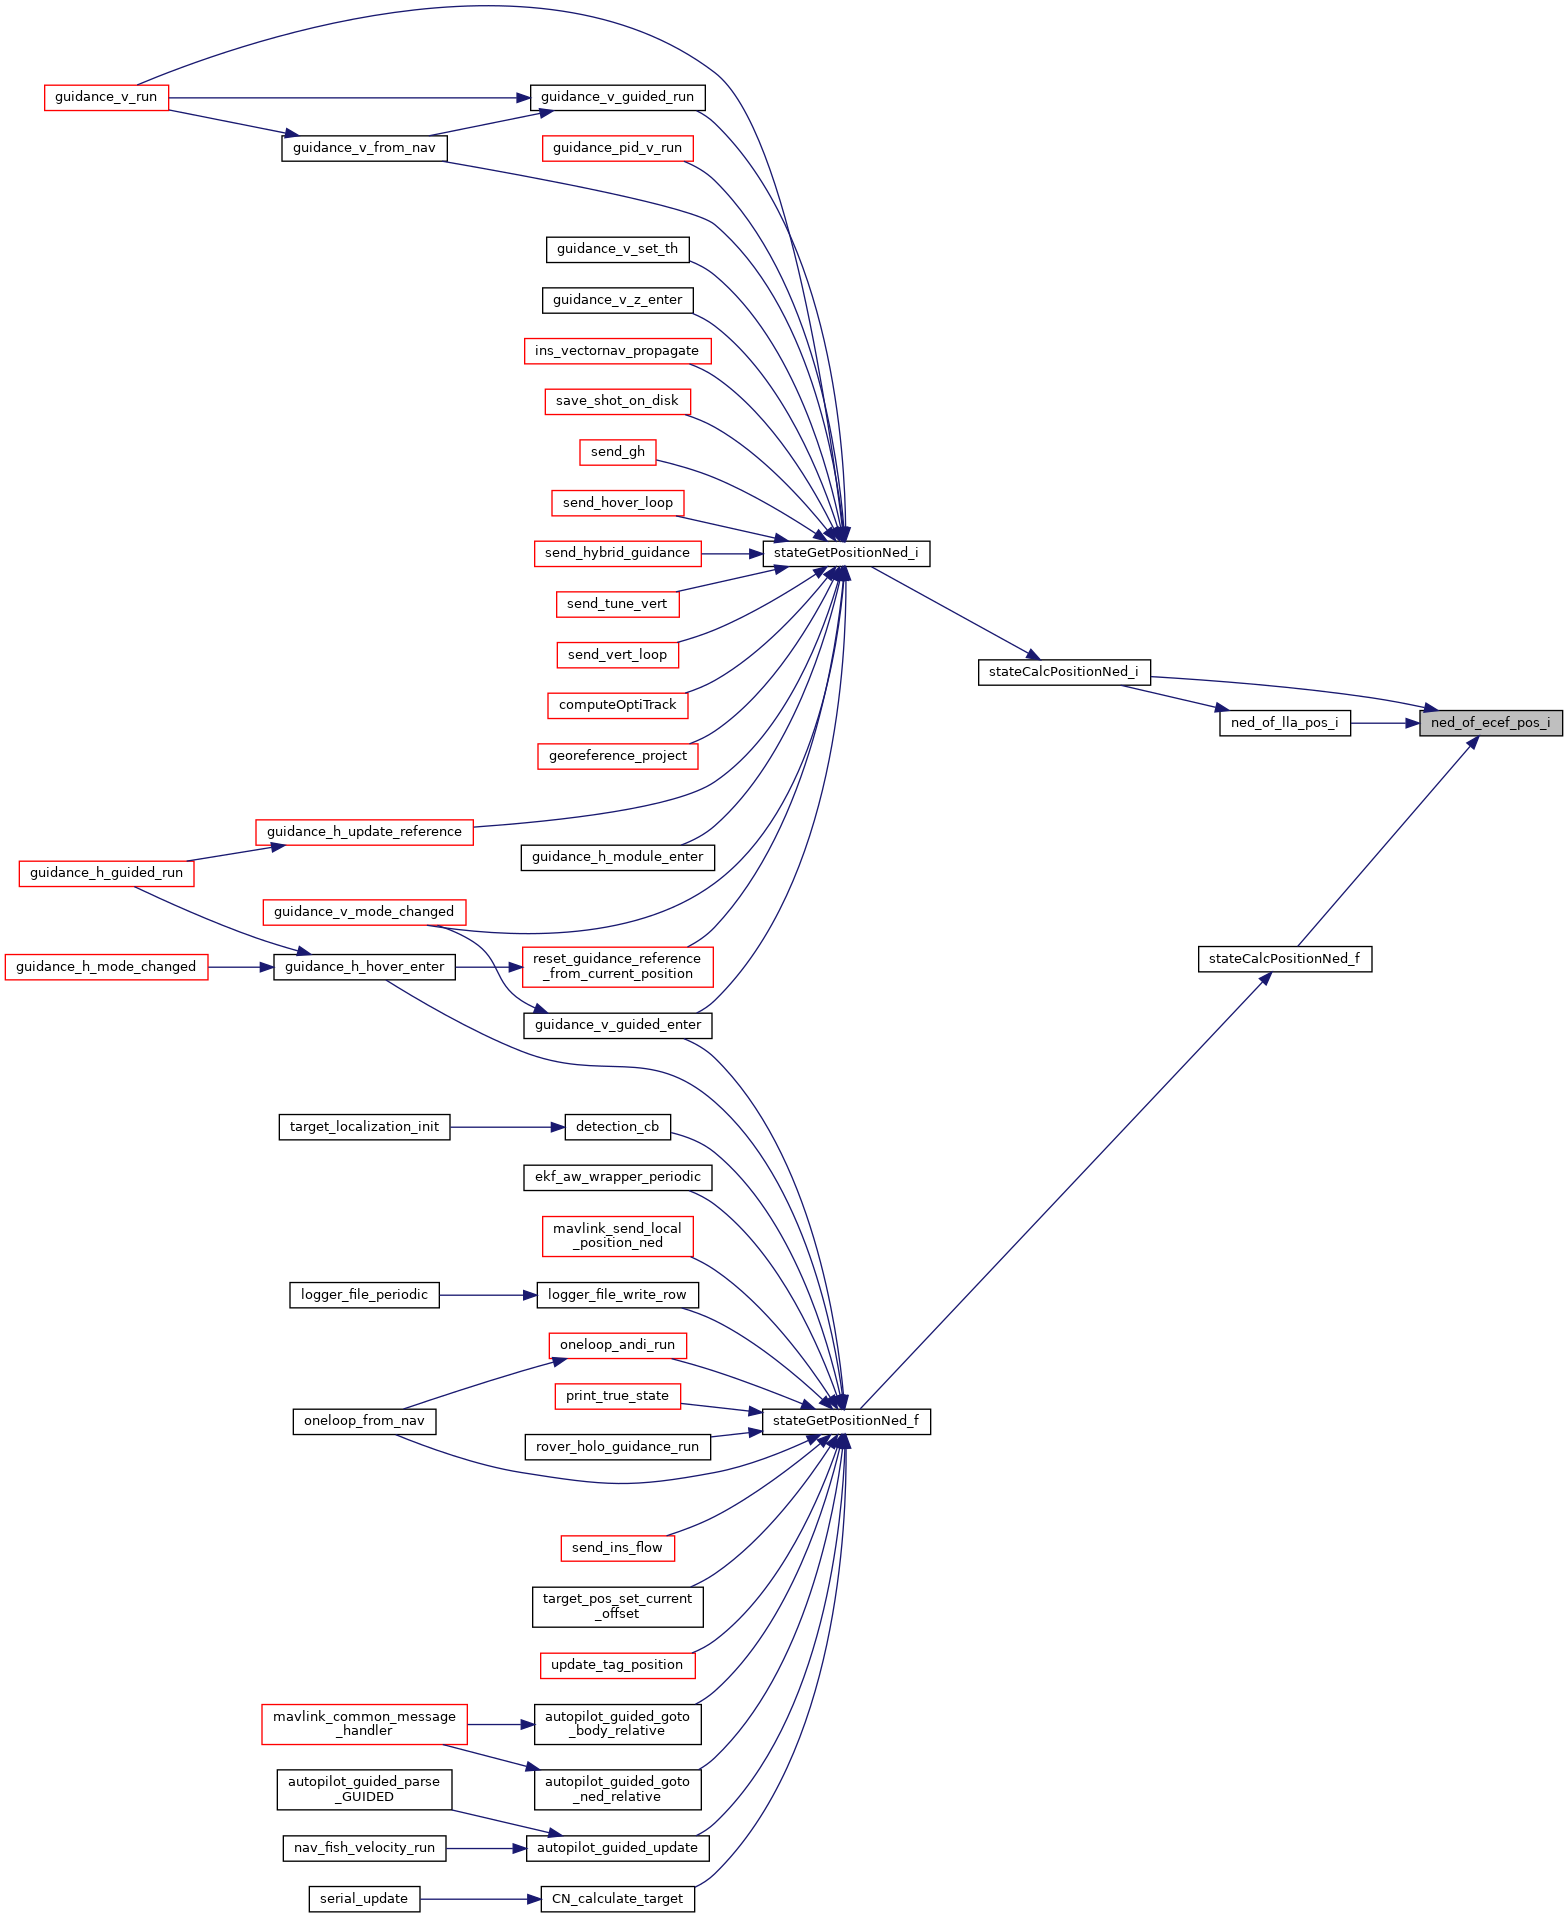 guidance_v_run
guidance_v_guided_run
guidance_v_from_nav
guidance_pid_v_run
guidance_v_set_th
guidance_v_z_enter
ins_vectornav_propagate
save_shot_on_disk
send_gh
send_hover_loop
send_hybrid_guidance
stateGetPositionNed_i
send_tune_vert
send_vert_loop
stateCalcPositionNed_i
computeOptiTrack
ned_of_lla_pos_i
ned_of_ecef_pos_i
georeference_project
guidance_h_update_reference
guidance_h_module_enter
guidance_h_guided_run
guidance_v_mode_changed
guidance_h_mode_changed
guidance_h_hover_enter
reset_guidance_reference
_from_current_position
stateCalcPositionNed_f
guidance_v_guided_enter
target_localization_init
detection_cb
ekf_aw_wrapper_periodic
mavlink_send_local
_position_ned
logger_file_periodic
logger_file_write_row
oneloop_andi_run
print_true_state
oneloop_from_nav
stateGetPositionNed_f
rover_holo_guidance_run
send_ins_flow
target_pos_set_current
_offset
update_tag_position
mavlink_common_message
_handler
autopilot_guided_goto
_body_relative
autopilot_guided_goto
_ned_relative
autopilot_guided_parse
_GUIDED
nav_fish_velocity_run
autopilot_guided_update
serial_update
CN_calculate_target